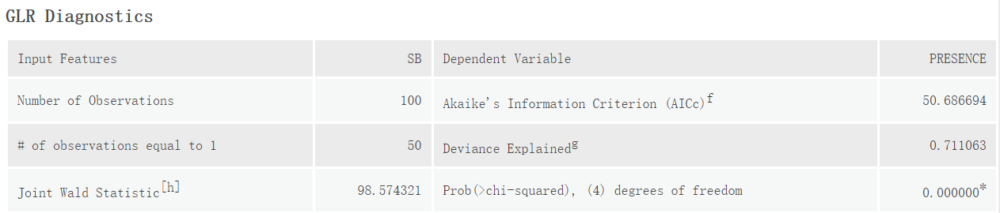 GLR Diagnostics
Input Features SB Dependent Variable PRESENCE
Number of Observations 100 Akaike's Information Criterion (AICc)f 50.686694
# of observations equal to 1 50 Deviance Explainedg 0.711063
Joint Wald Statistic[h] 98.574321 Prob(>chi-squared), (4) degrees of freedom 0.000000*